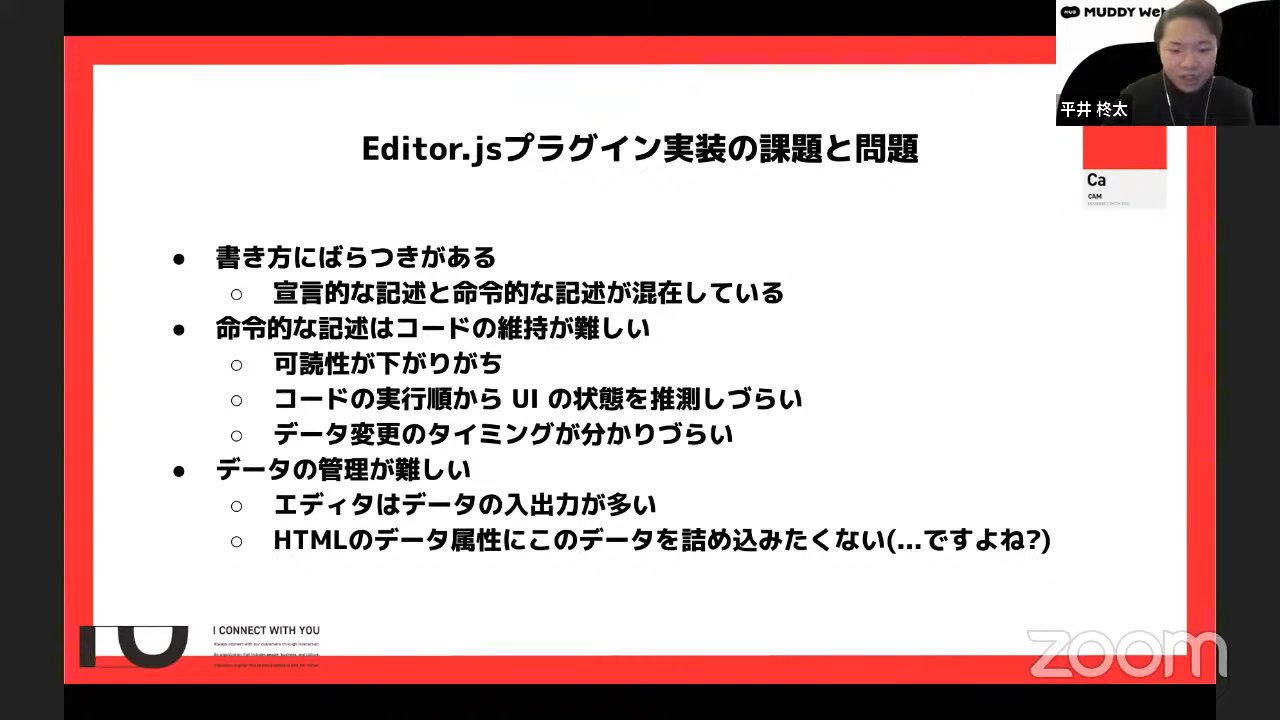 MUDDY Web
平井 柊太
Editor.jsプラグイン実装の課題と問題
Ca
CAM
● 書き方にばらつきがある
○ 宣言的な記述と命令的な記述が混在している
● 命令的な記述はコードの維持が難しい
○ 可読性が下がりがち
○ コードの実行順から UI の状態を推測しづらい
○ データ変更のタイミングが分かりづらい
● データの管理が難しい
○ エディタはデータの入出力が多い
○ HTMLのデータ属性にこのデータを詰め込みたくない(...ですよね?)
I CONNECT WITH YOU
Always connect with our customers through interaction.
zoom